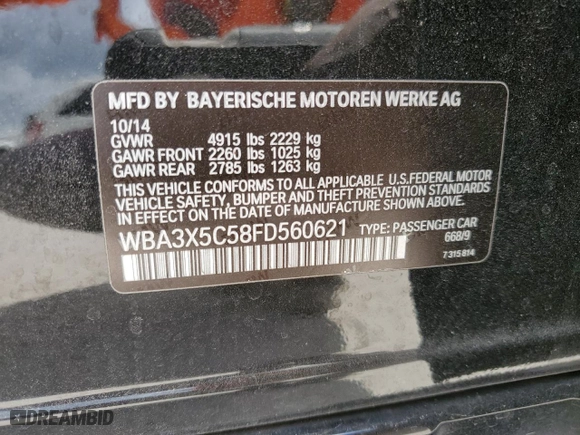 MFD BY BAYERISCHE MOTOREN WERKE AG
10/14
GVWR 4915 lbs 2229 kg
GAWR FRONT 2260 lbs 1025 kg
GAWR REAR 2785 lbs 1263 kg
THIS VEHICLE CONFORMS TO ALL APPLICABLE U.S.FEDERAL MOTOR
VEHICLE SAFETY, BUMPER AND THEFT PREVENTION STANDARDS
IN EFFECT ON THE DATE OF MANUFACTURE SHOWN ABOVE.
WBA3X5C58FD560621 TYPE: PASSENGER CAR
668/9
7 315 814
DREAMBID